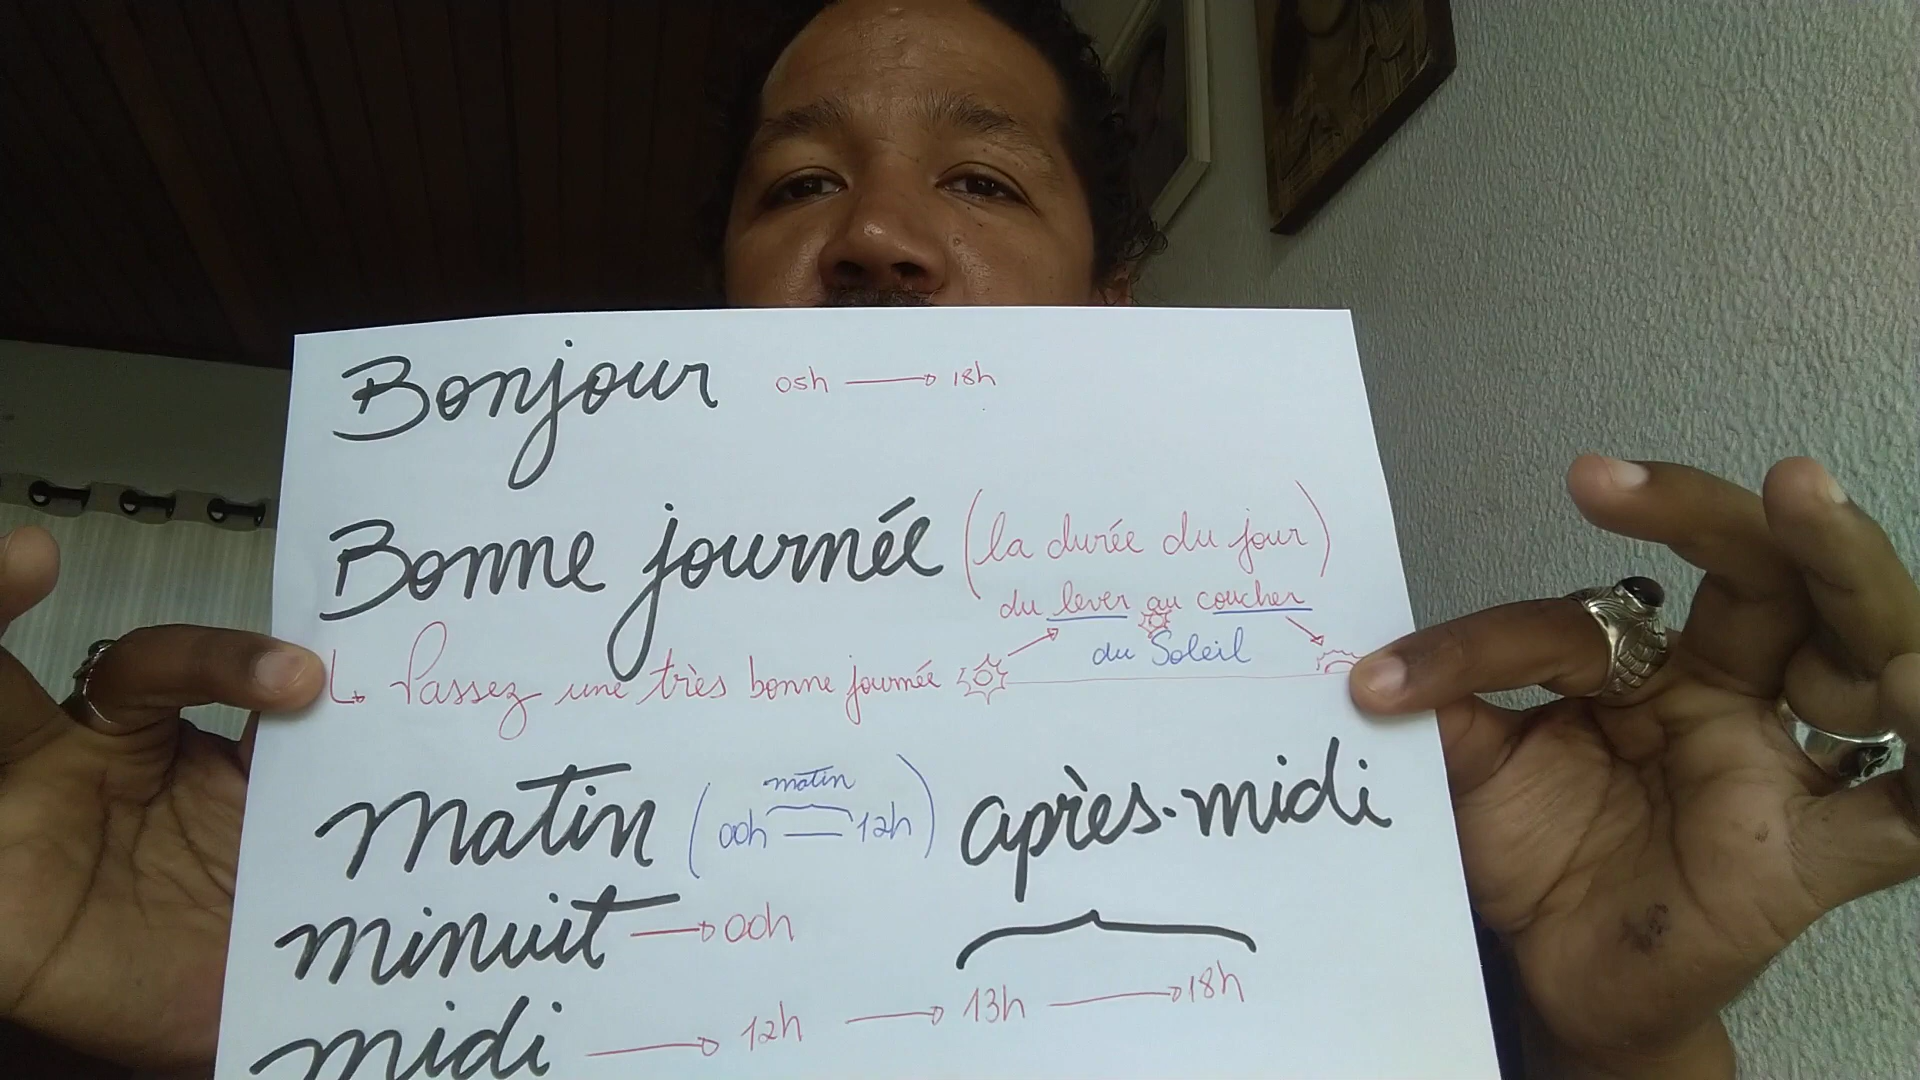 Bonjour 05h → 18h
Bonne journée (la durée du jour)
du lever au coucher
du Soleil
↳ Passez une très bonne journée
matin
Matin (00h — 12h) après-midi
minuit → 00h
midi → 12h → 13h → 18h